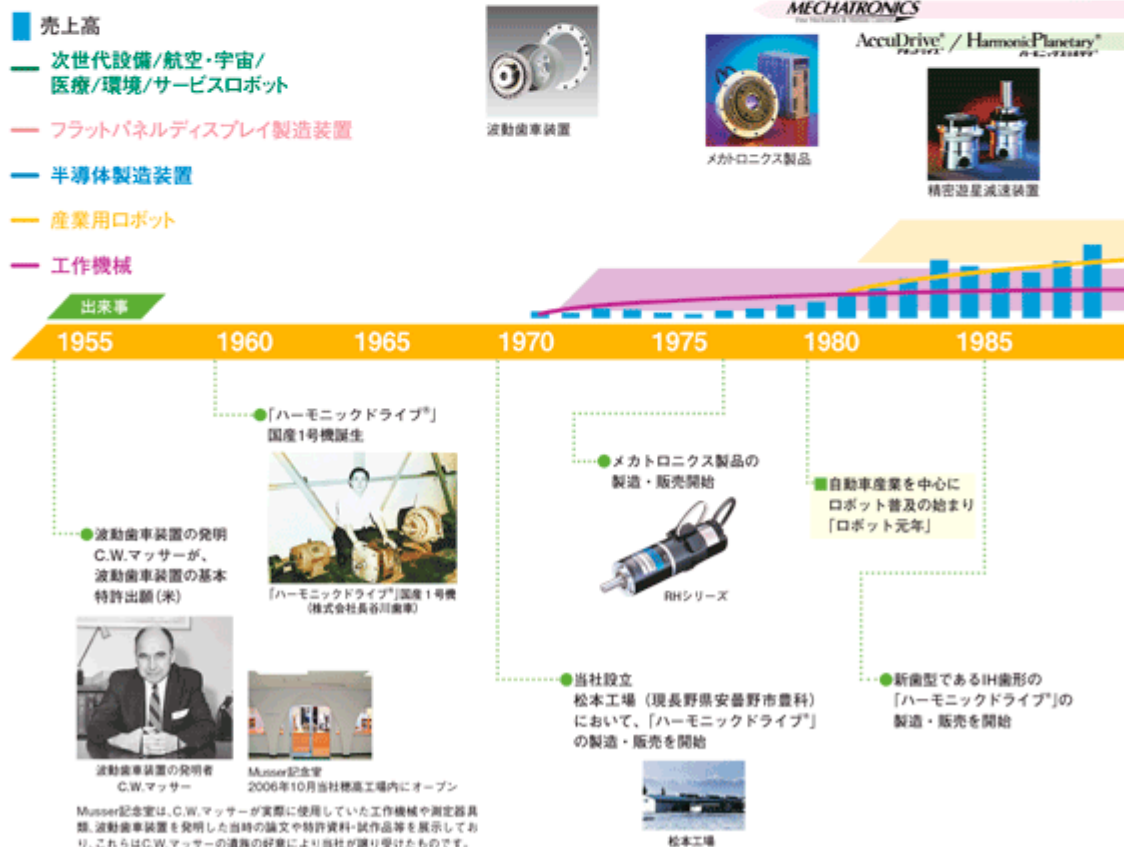 売上高
次世代設備/航空・宇宙/
医療/環境/サービスロボット
フラットパネルディスプレイ製造装置
半導体製造装置
産業用ロボット
工作機械
波動歯車装置
MECHATRONICS
メカトロニクス製品
AccuDrive® / HarmonicPlanetary®
精密遊星減速装置
出来事
1955
1960
1965
1970
1975
1980
1985
波動歯車装置の発明
C.W.マッサーが、
波動歯車装置の基本
特許出願(米)
波動歯車装置の発明者
C.W.マッサー
「ハーモニックドライブ®」
国産1号機誕生
「ハーモニックドライブ®」国産1号機
(株式会社長谷川歯車)
Musser記念室
2006年10月当社穂高工場内にオープン
Musser記念室は、C.W.マッサーが実際に使用していた工作機械や測定器具
類、波動歯車装置を発明した当時の論文や特許資料・試作品等を展示してお
り、これらはC.W.マッサーの遺族の好意により当社が譲り受けたものです。
当社設立
松本工場(現長野県安曇野市豊科)
において、「ハーモニックドライブ®」
の製造・販売を開始
松本工場
メカトロニクス製品の
製造・販売開始
RHシリーズ
自動車産業を中心に
ロボット普及の始まり
「ロボット元年」
新歯型であるIH歯形の
「ハーモニックドライブ®」の
製造・販売を開始